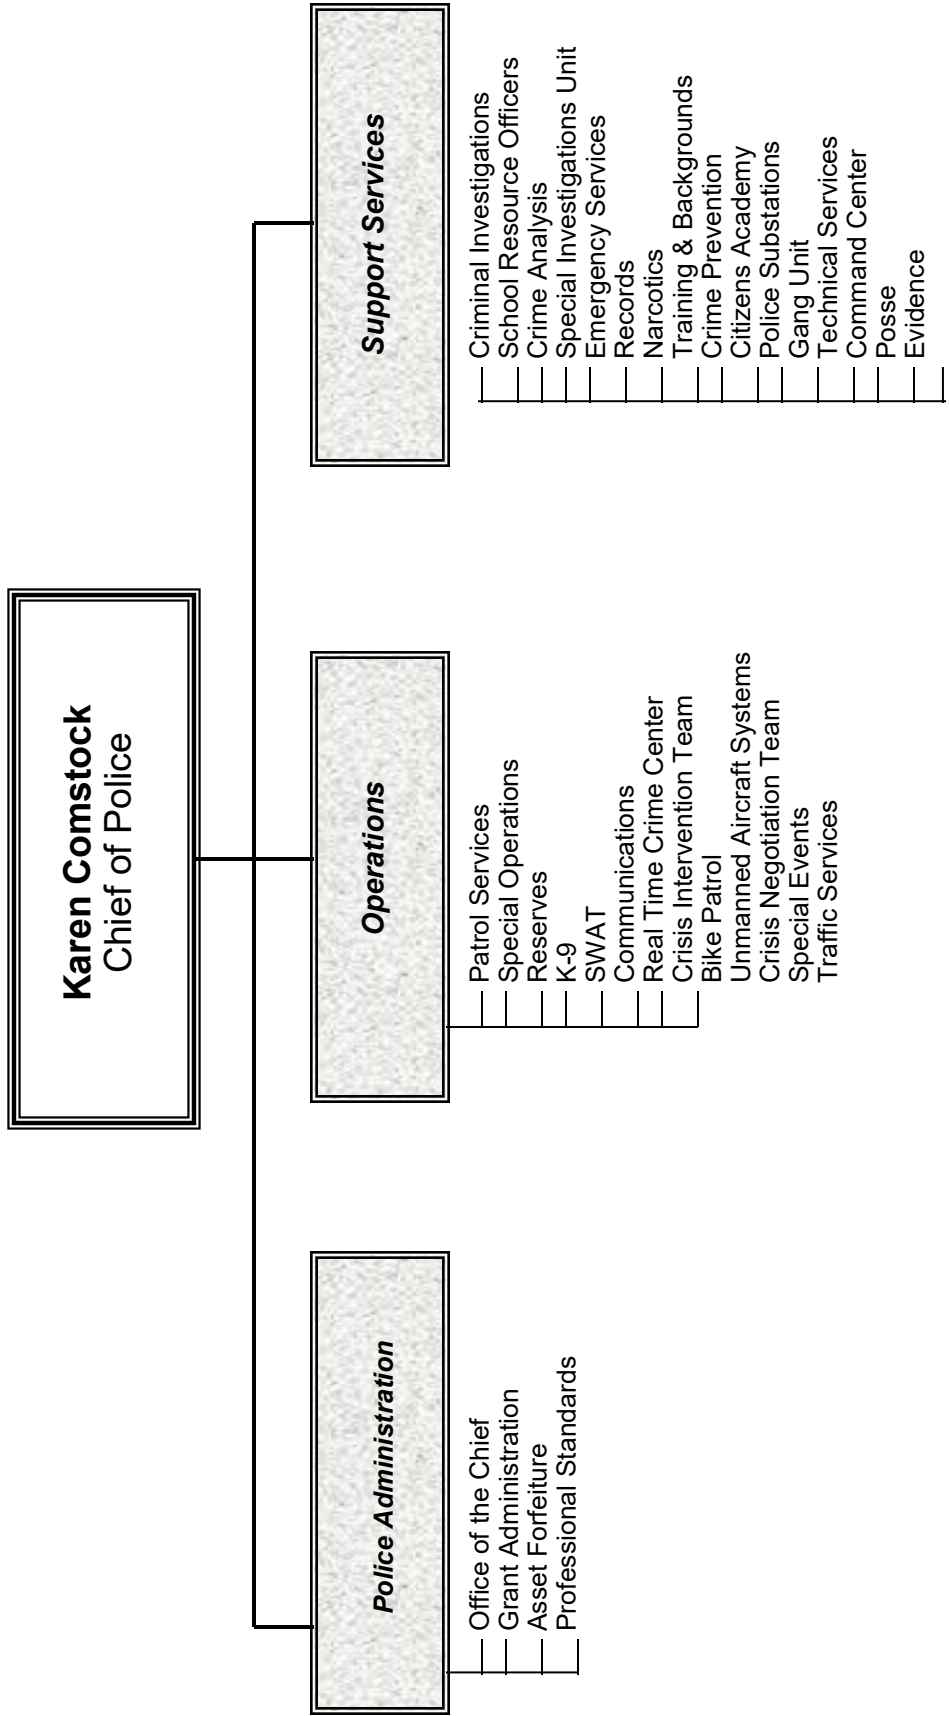 Karen Comstock
Chief of Police
Police Administration
Office of the Chief
Grant Administration
Asset Forfeiture
Professional Standards
Operations
Patrol Services
Special Operations
Reserves
K-9
SWAT
Communications
Real Time Crime Center
Crisis Intervention Team
Bike Patrol
Unmanned Aircraft Systems
Crisis Negotiation Team
Special Events
Traffic Services
Support Services
Criminal Investigations
School Resource Officers
Crime Analysis
Special Investigations Unit
Emergency Services
Records
Narcotics
Training & Backgrounds
Crime Prevention
Citizens Academy
Police Substations
Gang Unit
Technical Services
Command Center
Posse
Evidence